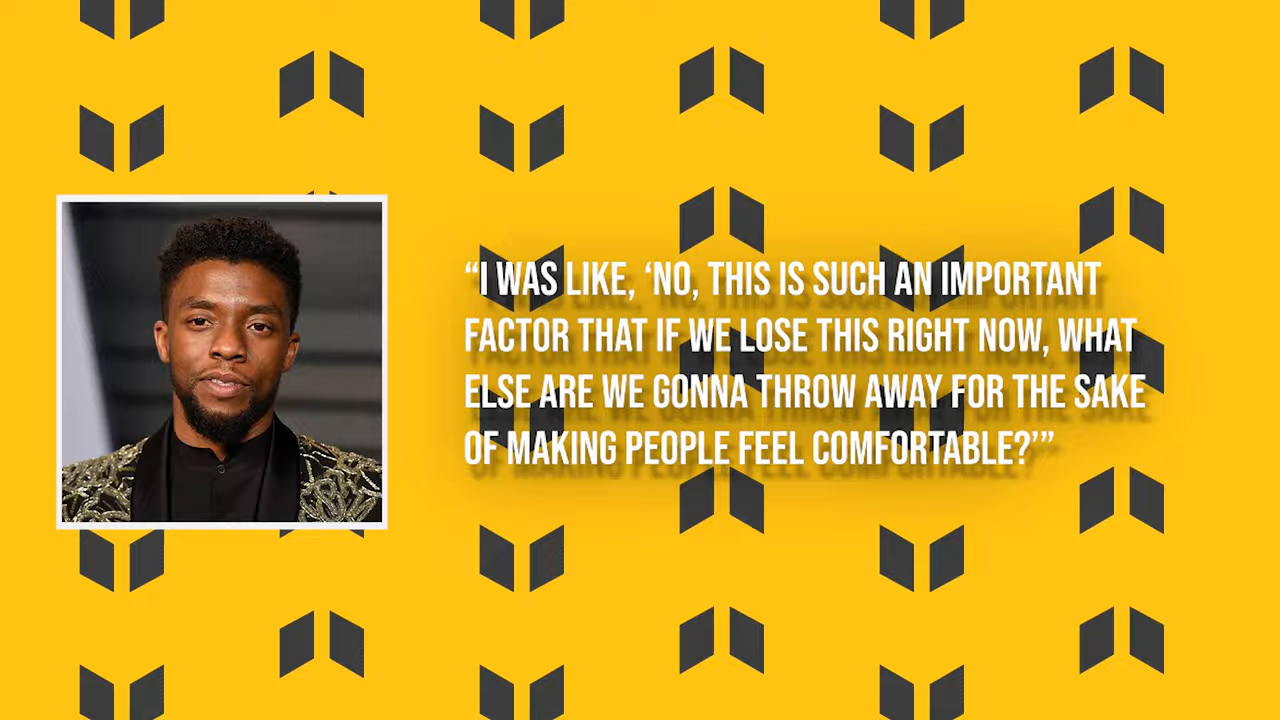 “I WAS LIKE, ‘NO, THIS IS SUCH AN IMPORTANT
FACTOR THAT IF WE LOSE THIS RIGHT NOW, WHAT
ELSE ARE WE GONNA THROW AWAY FOR THE SAKE
OF MAKING PEOPLE FEEL COMFORTABLE?’”